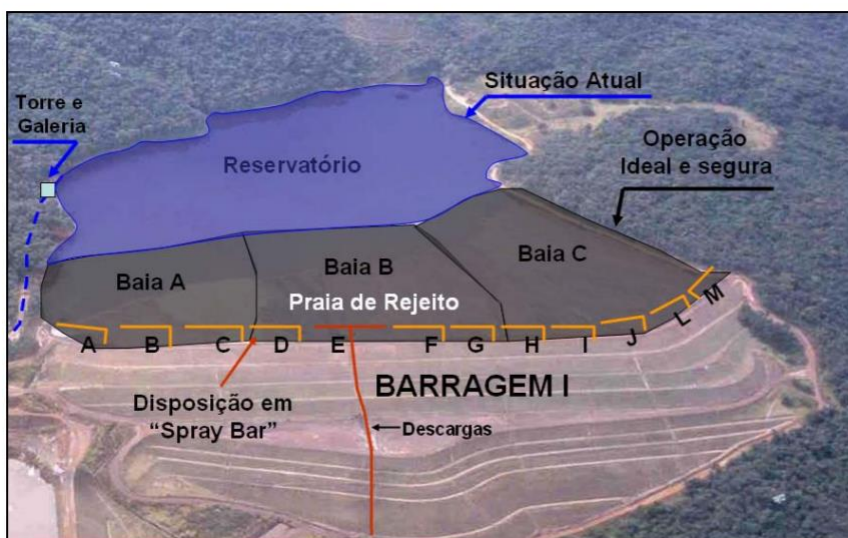 Situação Atual
Torre e
Galeria
Operação
Ideal e segura
Reservatório
Baia A
Baia B
Baia C
Praia de Rejeito
A
B
C
D
E
F
G
H
I
J
L
M
BARRAGEM I
Disposição em
“Spray Bar”
Descargas